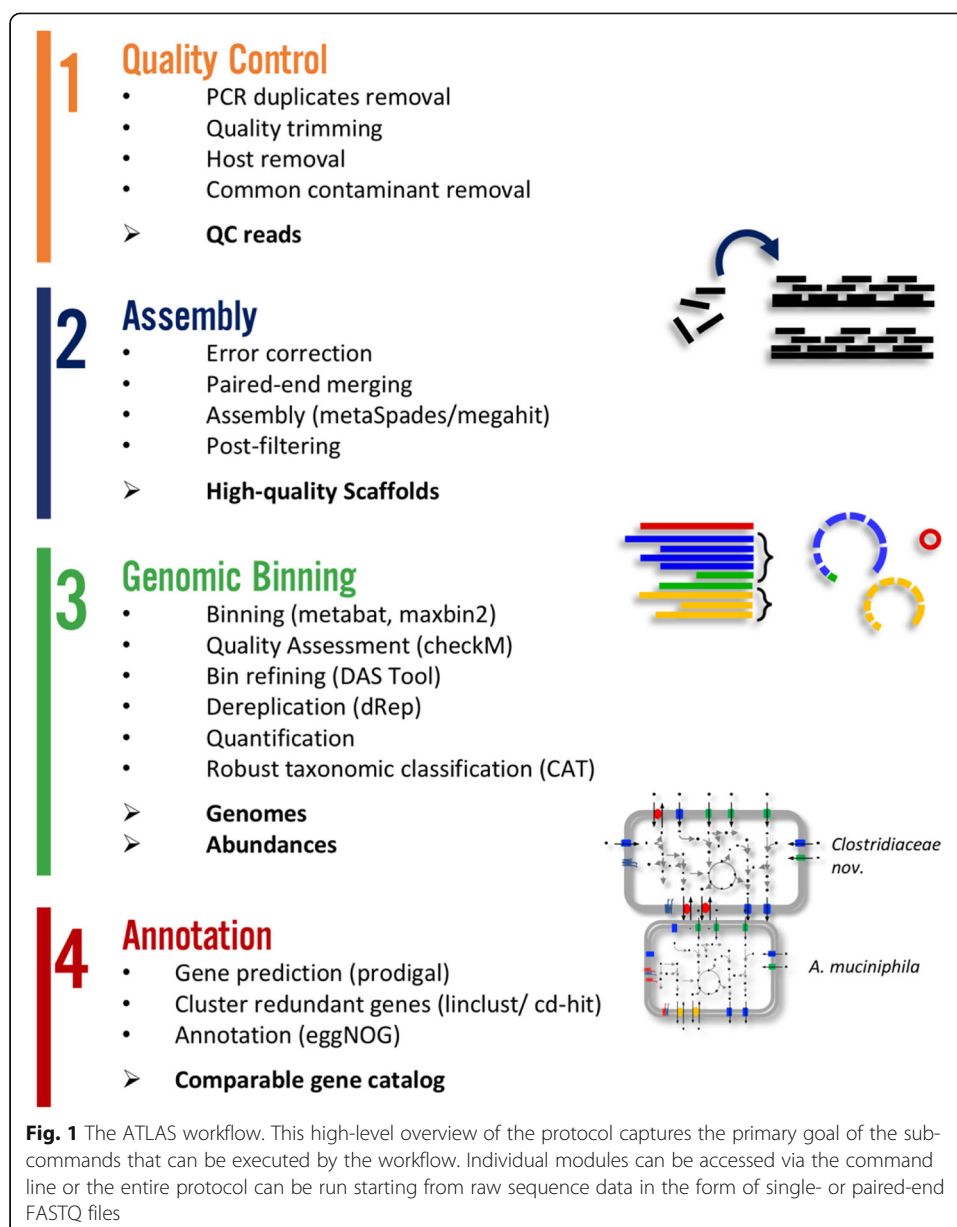 1
Quality Control
• PCR duplicates removal
• Quality trimming
• Host removal
• Common contaminant removal
➢ QC reads
2
Assembly
• Error correction
• Paired-end merging
• Assembly (metaSpades/megahit)
• Post-filtering
➢ High-quality Scaffolds
3
Genomic Binning
• Binning (metabat, maxbin2)
• Quality Assessment (checkM)
• Bin refining (DAS Tool)
• Dereplication (dRep)
• Quantification
• Robust taxonomic classification (CAT)
➢ Genomes
➢ Abundances
Clostridiaceae
nov.
4
Annotation
• Gene prediction (prodigal)
• Cluster redundant genes (linclust/ cd-hit)
• Annotation (eggNOG)
➢ Comparable gene catalog
A. muciniphila
Fig. 1 The ATLAS workflow. This high-level overview of the protocol captures the primary goal of the sub-
commands that can be executed by the workflow. Individual modules can be accessed via the command
line or the entire protocol can be run starting from raw sequence data in the form of single- or paired-end
FASTQ files